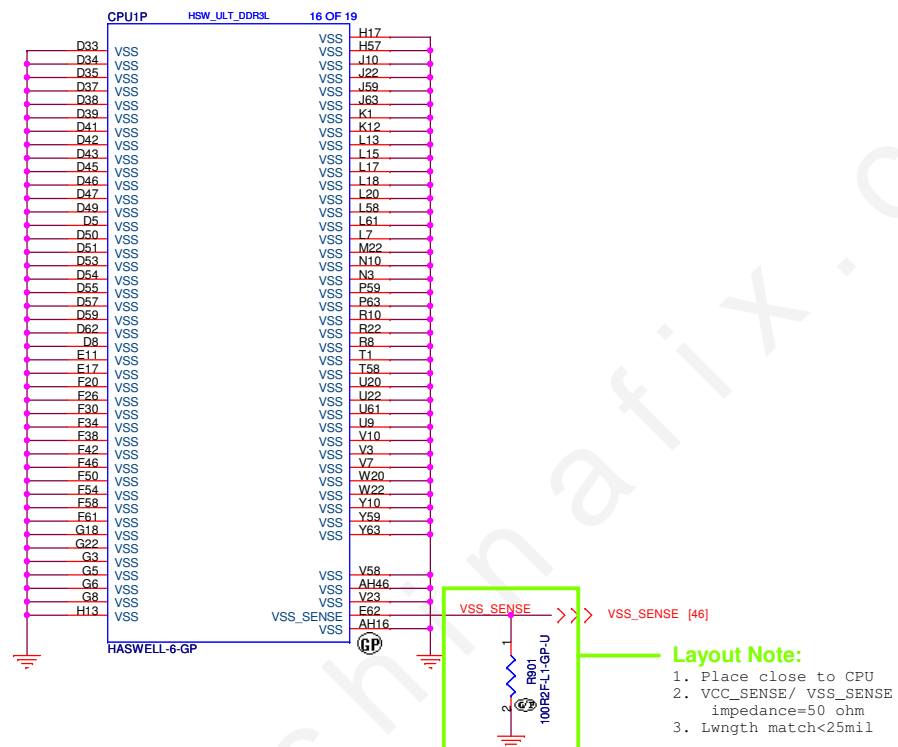 CPU1P HSW_ULT_DDR3L 16 OF 19
D33 VSS
D34 VSS
D35 VSS
D37 VSS
D38 VSS
D39 VSS
D41 VSS
D42 VSS
D43 VSS
D45 VSS
D46 VSS
D47 VSS
D49 VSS
D5 VSS
D50 VSS
D51 VSS
D53 VSS
D54 VSS
D55 VSS
D57 VSS
D59 VSS
D62 VSS
D8 VSS
E11 VSS
E17 VSS
F20 VSS
F26 VSS
F30 VSS
F34 VSS
F38 VSS
F42 VSS
F46 VSS
F50 VSS
F54 VSS
F58 VSS
F61 VSS
G18 VSS
G22 VSS
G3 VSS
G5 VSS
G6 VSS
G8 VSS
H13 VSS
VSS H17
VSS H57
VSS J10
VSS J22
VSS J59
VSS J63
VSS K1
VSS K12
VSS L13
VSS L15
VSS L17
VSS L18
VSS L20
VSS L58
VSS L61
VSS L7
VSS M22
VSS N10
VSS N3
VSS P59
VSS P63
VSS R10
VSS R22
VSS R8
VSS T1
VSS T58
VSS U20
VSS U22
VSS U61
VSS U9
VSS V10
VSS V3
VSS V7
VSS W20
VSS W22
VSS Y10
VSS Y59
VSS Y63
VSS V58
VSS AH46
VSS V23
VSS_SENSE E62
VSS AH16
HASWELL-6-GP
GP
VSS_SENSE
VSS_SENSE [46]
1
R901
100R2F-L1-GP-U
2
Layout Note:
1. Place close to CPU
2. VCC_SENSE/ VSS_SENSE
impedance=50 ohm
3. Lwngth match<25mil
hinafix.c